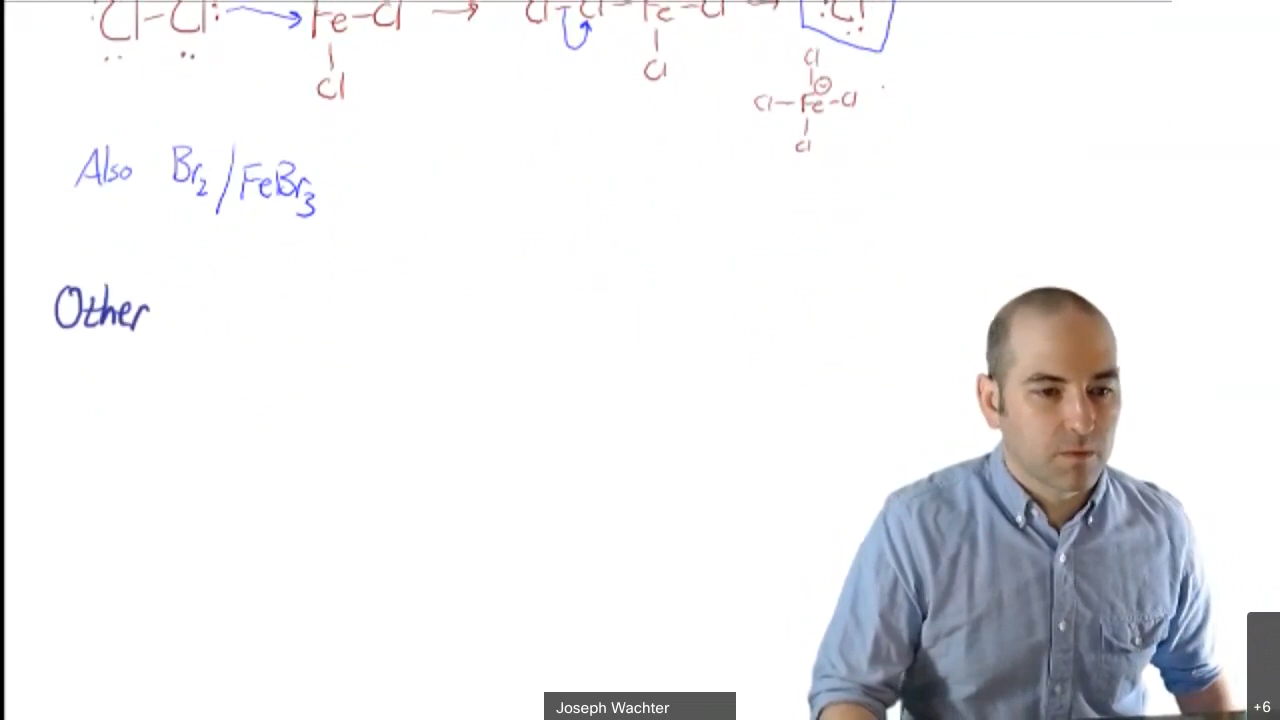 :Cl—Cl: → Fe—Cl → Cl—Cl—Fe—Cl → :Cl
Cl Cl
Cl
⊖
Cl—Fe—Cl
Cl
Also Br2/FeBr3
Other
Joseph Wachter
+6